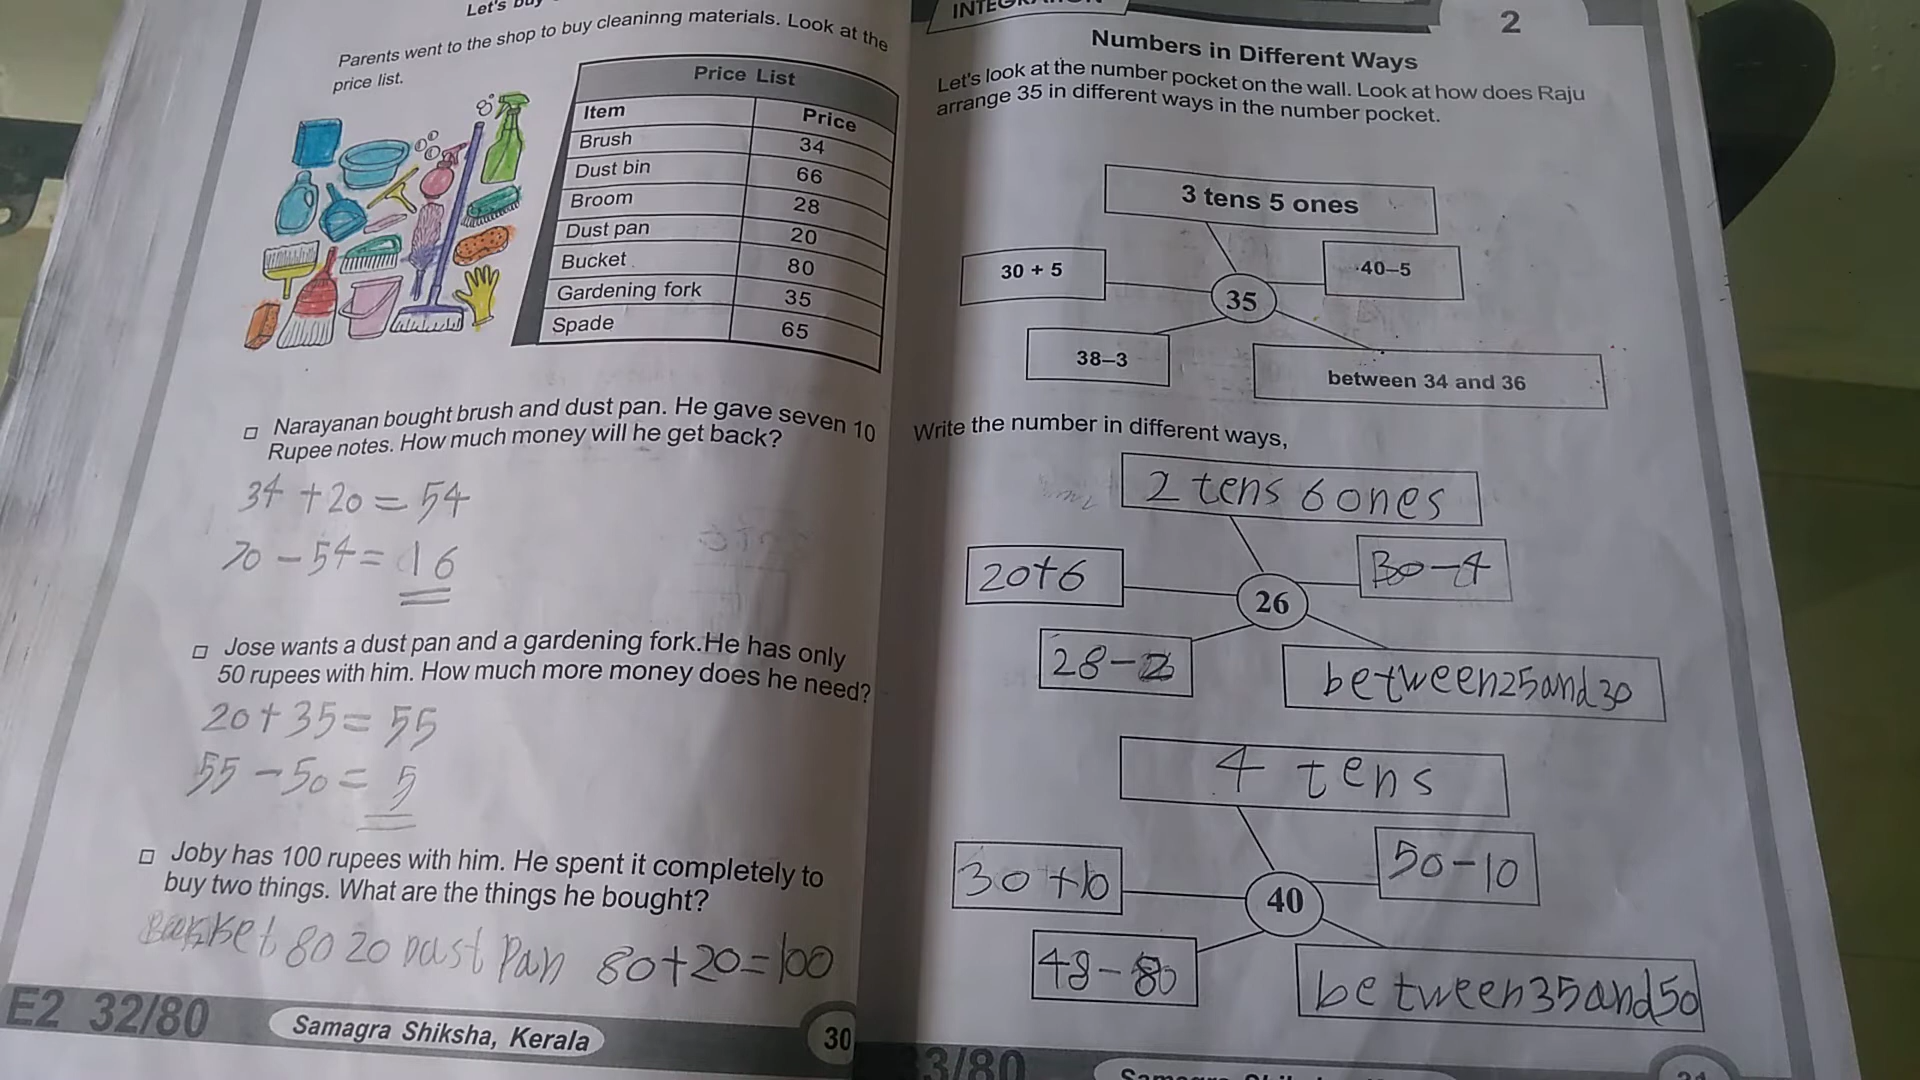 Let's
Parents went to the shop to buy cleaninng materials. Look at the
price list.
Price List
Item Price
Brush 34
Dust bin 66
Broom 28
Dust pan 20
Bucket 80
Gardening fork 35
Spade 65
Narayanan bought brush and dust pan. He gave seven 10
Rupee notes. How much money will he get back?
34 + 20 = 54
70 - 54 = 16
Jose wants a dust pan and a gardening fork.He has only
50 rupees with him. How much more money does he need?
20 + 35 = 55
55 - 50 = 5
Joby has 100 rupees with him. He spent it completely to
buy two things. What are the things he bought?
80 20 Dast Pan 80+20=100
E2 32/80
Samagra Shiksha, Kerala
30
2
Numbers in Different Ways
Let's look at the number pocket on the wall. Look at how does Raju
arrange 35 in different ways in the number pocket.
3 tens 5 ones
30 + 5
40–5
35
38–3
between 34 and 36
Write the number in different ways,
2 tens 6 ones
20+6
30-4
26
28-2
between25and30
4 tens
30+10
50-10
40
between35and50
3/80